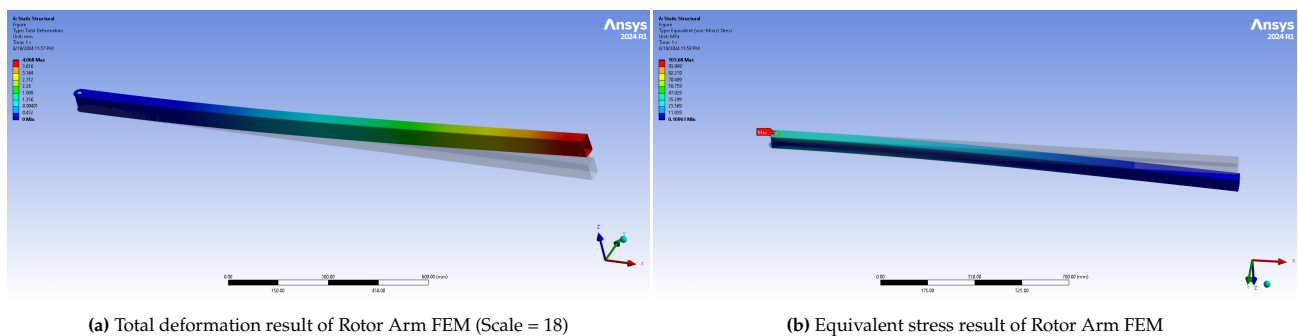 A: Static Structural
Figure
Type: Total Deformation
Unit: mm
Time: 1 s
6/18/2024 11:57 PM
4.068 Max
3.616
3.164
2.712
2.26
1.808
1.356
0.90401
0.452
0 Min
Ansys
2024 R1
Z
Y
X
0.00
300.00
600.00 (mm)
150.00
450.00
(a) Total deformation result of Rotor Arm FEM (Scale = 18)
A: Static Structural
Figure
Type: Equivalent (von-Mises) Stress
Unit: MPa
Time: 1 s
6/18/2024 11:58 PM
105.68 Max
93.949
82.219
70.489
58.759
47.029
35.299
23.569
11.839
0.10961 Min
Max
Ansys
2024 R1
X
Y
Z
0.00
350.00
700.00 (mm)
175.00
525.00
(b) Equivalent stress result of Rotor Arm FEM